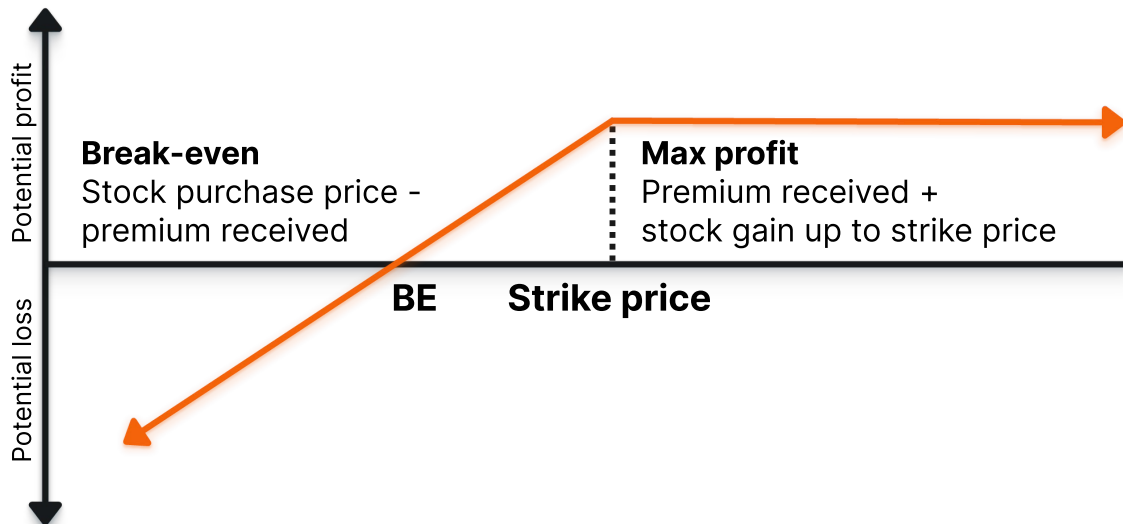 Potential profit
Break-even
Stock purchase price -
premium received
Max profit
Premium received +
stock gain up to strike price
BE
Strike price
Potential loss